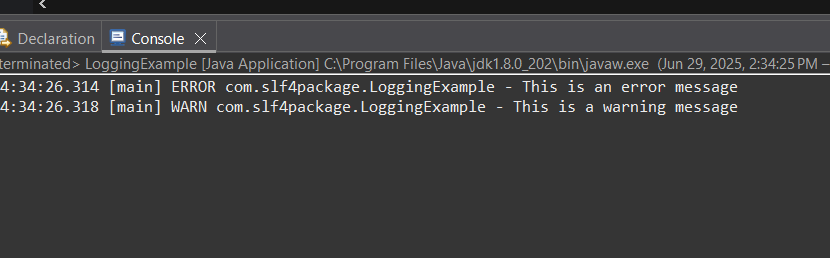 Declaration Console
terminated> LoggingExample [Java Application] C:\Program Files\Java\jdk1.8.0_202\bin\javaw.exe (Jun 29, 2025, 2:34:25 PM –
4:34:26.314 [main] ERROR com.slf4package.LoggingExample - This is an error message
4:34:26.318 [main] WARN com.slf4package.LoggingExample - This is a warning message